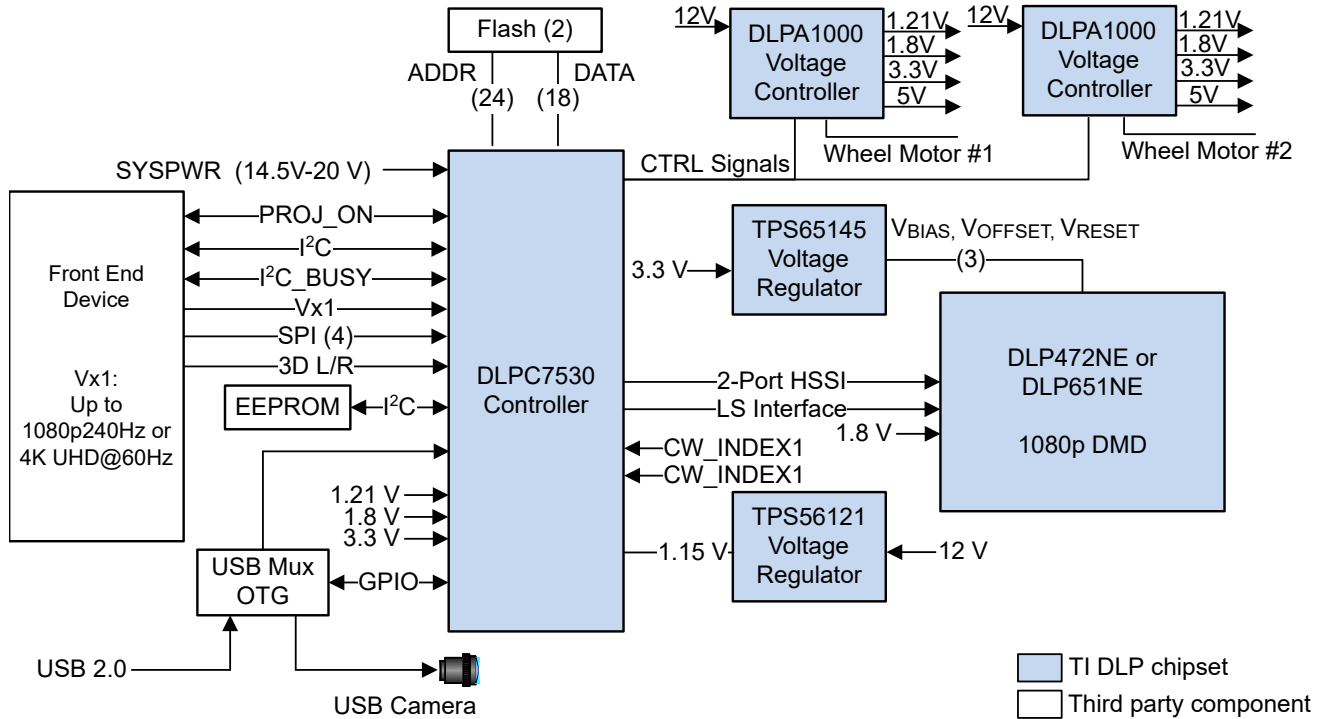 Flash (2)
ADDR
(24)
DATA
(18)
12V
DLPA1000
Voltage
Controller
1.21V
1.8V
3.3V
5V
Wheel Motor #1
12V
DLPA1000
Voltage
Controller
1.21V
1.8V
3.3V
5V
Wheel Motor #2
CTRL Signals
SYSPWR (14.5V-20 V)
Front End
Device
Vx1:
Up to
1080p240Hz or
4K UHD@60Hz
PROJ_ON
I²C
I²C_BUSY
Vx1
SPI (4)
3D L/R
EEPROM
I²C
DLPC7530
Controller
3.3 V
TPS65145
Voltage
Regulator
VBIAS, VOFFSET, VRESET
(3)
2-Port HSSI
LS Interface
1.8 V
DLP472NE or
DLP651NE
1080p DMD
CW_INDEX1
CW_INDEX1
1.21 V
1.8 V
3.3 V
1.15 V
TPS56121
Voltage
Regulator
12 V
USB Mux
OTG
GPIO
USB 2.0
USB Camera
TI DLP chipset
Third party component